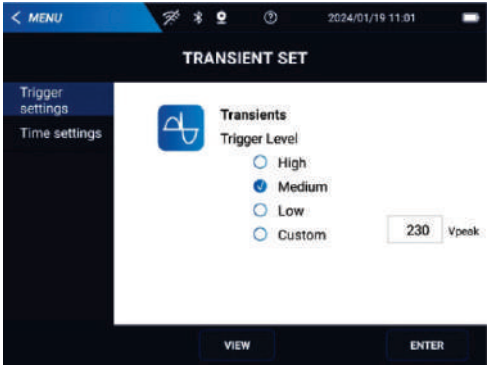 < MENU
2024/01/19 11:01
TRANSIENT SET
Trigger
settings
Time settings
Transients
Trigger Level
High
Medium
Low
Custom
230 Vpeak
VIEW
ENTER